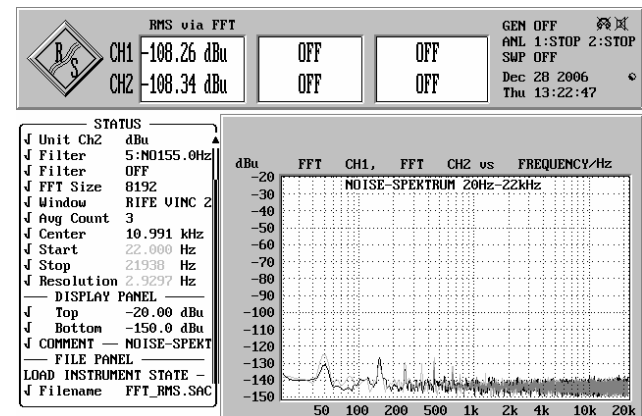 RMS via FFT
CH1 -108.26 dBu OFF OFF
CH2 -108.34 dBu OFF OFF
R S
GEN OFF
ANL 1:STOP 2:STOP
SWP OFF
Dec 28 2006
Thu 13:22:47
STATUS
Unit Ch2 dBu
Filter 5:NO155.0Hz
Filter OFF
FFT Size 8192
Window RIFE VINC 2
Avg Count 3
Center 10.991 kHz
Start 22.000 Hz
Stop 21938 Hz
Resolution 2.9297 Hz
DISPLAY PANEL
Top -20.00 dBu
Bottom -150.0 dBu
COMMENT — NOISE-SPEKT
FILE PANEL
LOAD INSTRUMENT STATE -
Filename FFT_RMS.SAC
dBu FFT CH1, FFT CH2 vs FREQUENCY/Hz
NOISE-SPEKTRUM 20Hz-22kHz
-20
-30
-40
-50
-60
-70
-80
-90
-100
-110
-120
-130
-140
-150
50 100 200 500 1k 2k 4k 10k 20k